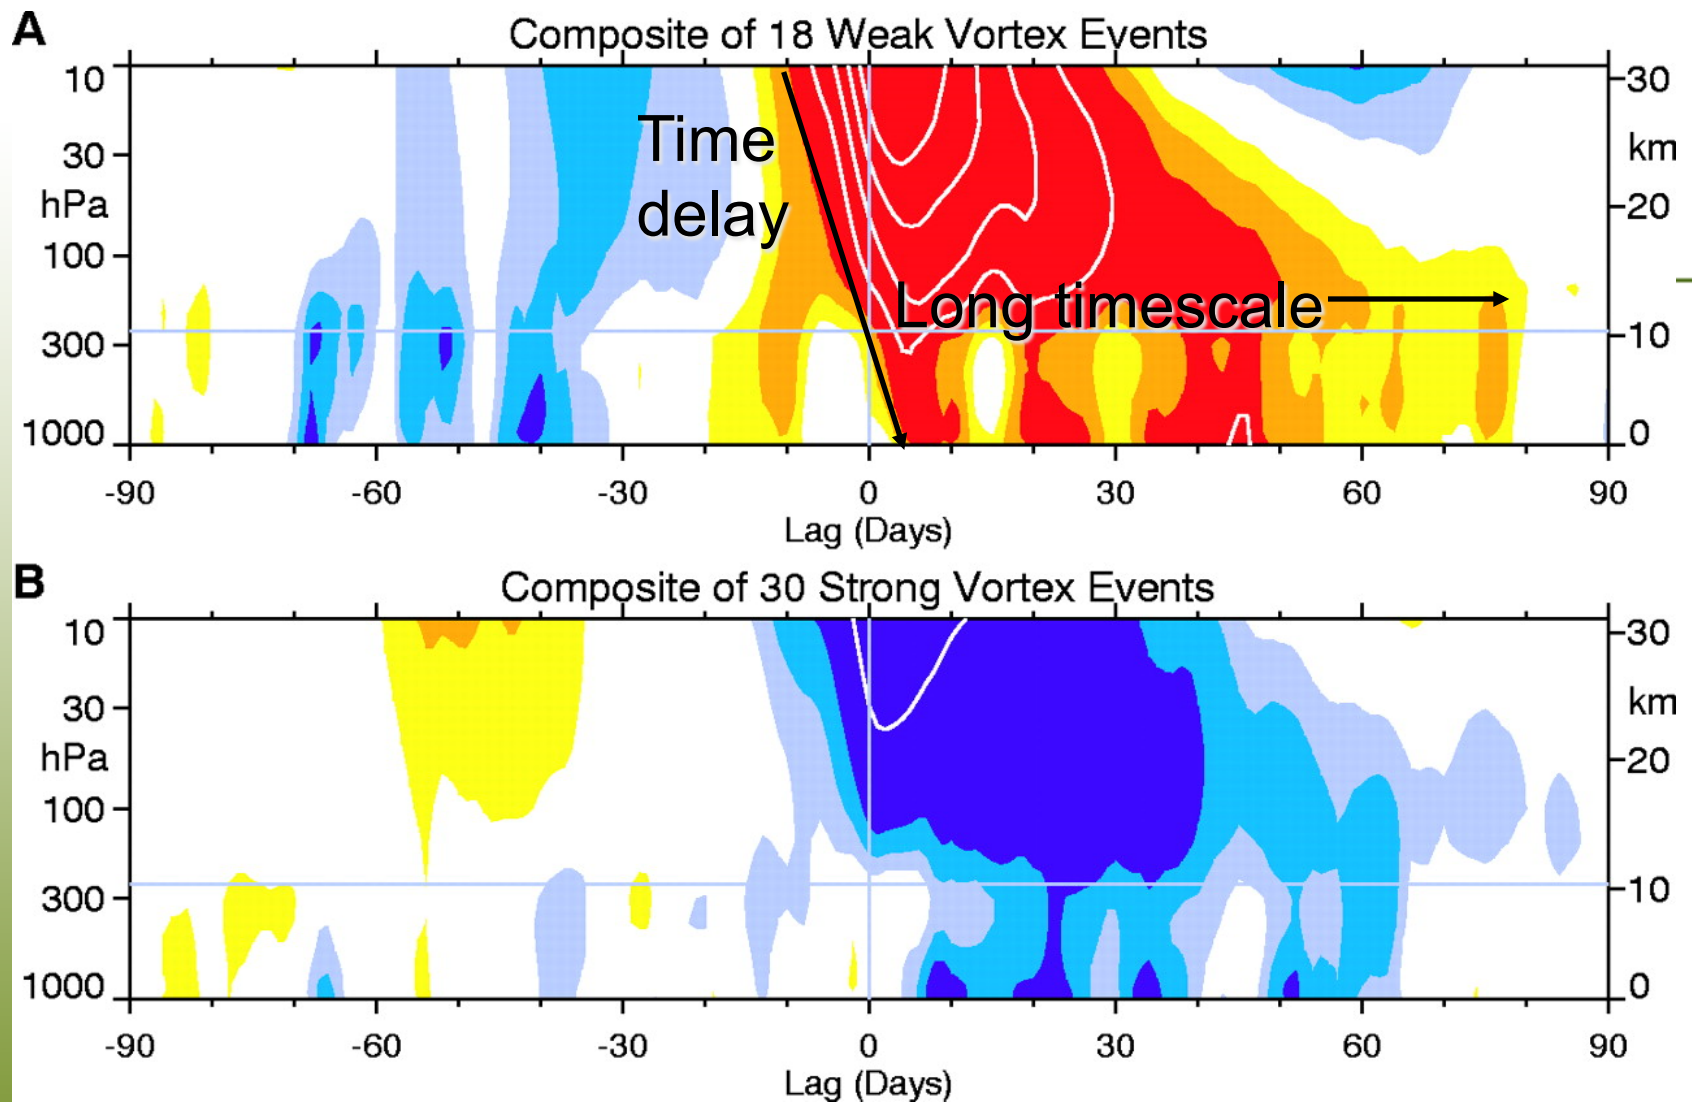 A
Composite of 18 Weak Vortex Events
10
30
hPa
100
300
1000
30
km
20
10
0
Time
delay
Long timescale
-90 -60 -30 0 30 60 90
Lag (Days)
B
Composite of 30 Strong Vortex Events
10
30
hPa
100
300
1000
30
km
20
10
0
-90 -60 -30 0 30 60 90
Lag (Days)